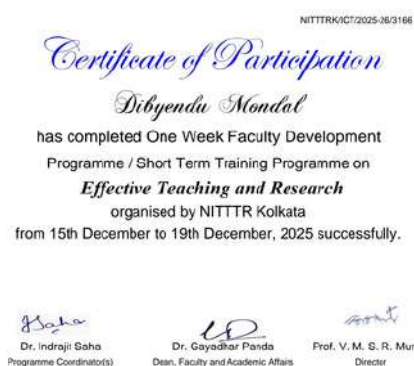 NITTTRK/ICT/2025-26/3166
Certificate of Participation
Dibyendu Mondal
has completed One Week Faculty Development
Programme / Short Term Training Programme on
Effective Teaching and Research
organised by NITTTR Kolkata
from 15th December to 19th December, 2025 successfully.
Dr. Indrajit Saha
Dr. Gayadhar Panda
Prof. V. M. S. R. Mur
Programme Coordinator(s)
Dean, Faculty and Academic Affairs
Director